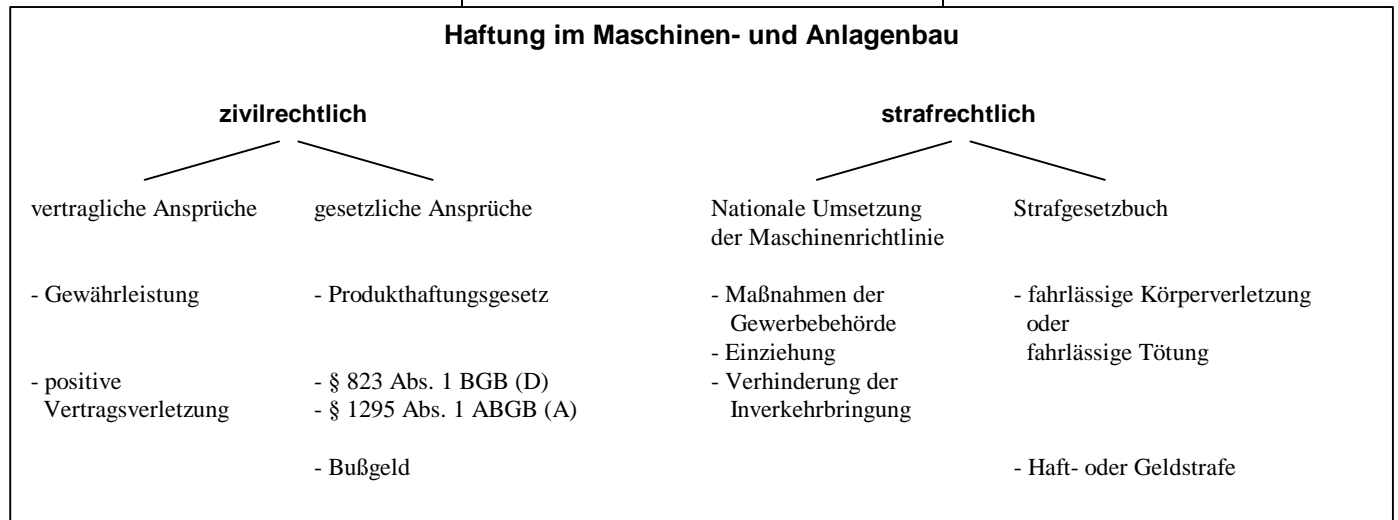 Haftung im Maschinen- und Anlagenbau
zivilrechtlich
strafrechtlich
vertragliche Ansprüche
gesetzliche Ansprüche
Nationale Umsetzung
der Maschinenrichtlinie
Strafgesetzbuch
- Gewährleistung
- Produkthaftungsgesetz
- Maßnahmen der
Gewerbebehörde
- Einziehung
- Verhinderung der
Inverkehrbringung
- fahrlässige Körperverletzung
oder
fahrlässige Tötung
- positive
Vertragsverletzung
- § 823 Abs. 1 BGB (D)
- § 1295 Abs. 1 ABGB (A)
- Bußgeld
- Haft- oder Geldstrafe